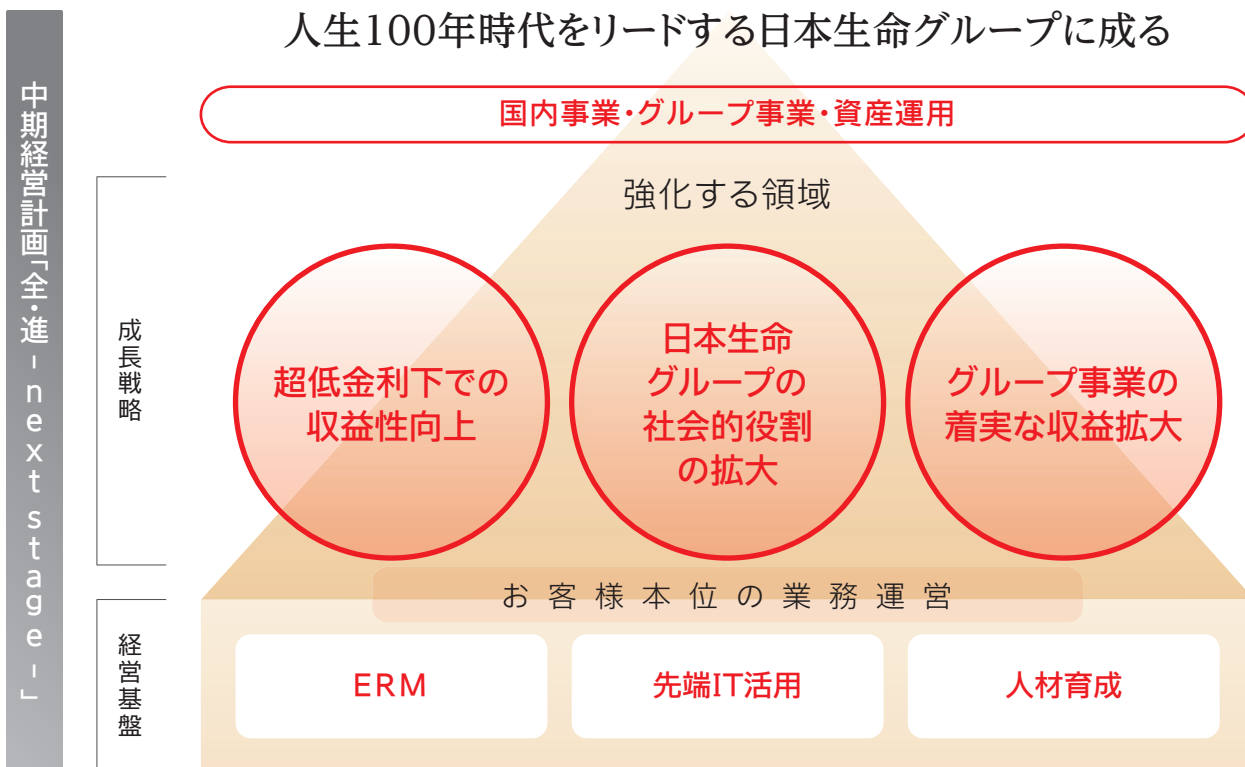 人生100年時代をリードする日本生命グループに成る
中期経営計画「全・進 -next stage-」
国内事業・グループ事業・資産運用
成長戦略
強化する領域
超低金利下での
収益性向上
日本生命
グループの
社会的役割
の拡大
グループ事業の
着実な収益拡大
お客様本位の業務運営
経営基盤
ERM
先端IT活用
人材育成